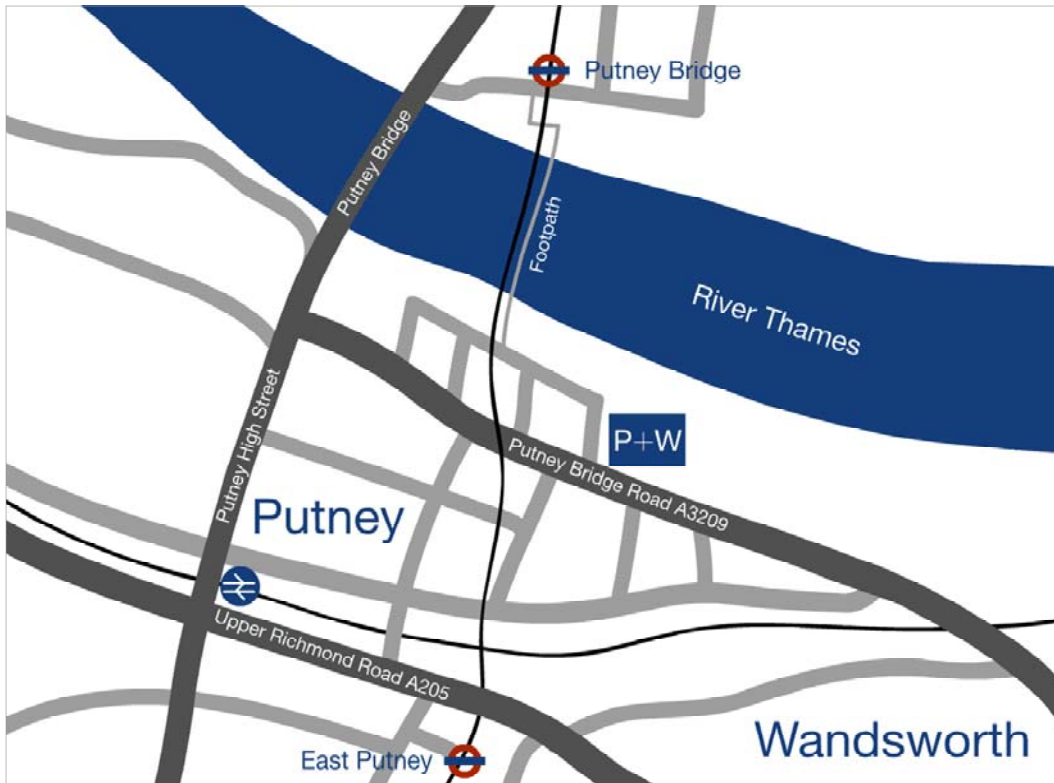 Putney Bridge
Putney Bridge
Footpath
River Thames
Putney High Street
P+W
Putney Bridge Road A3209
Putney
Upper Richmond Road A205
East Putney
Wandsworth